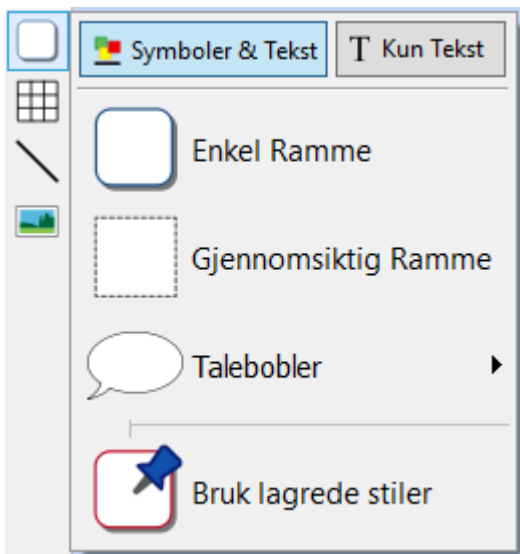 Symboler & Tekst
T Kun Tekst
Enkel Ramme
Gjennomsiktig Ramme
Talebobler
Bruk lagrede stiler